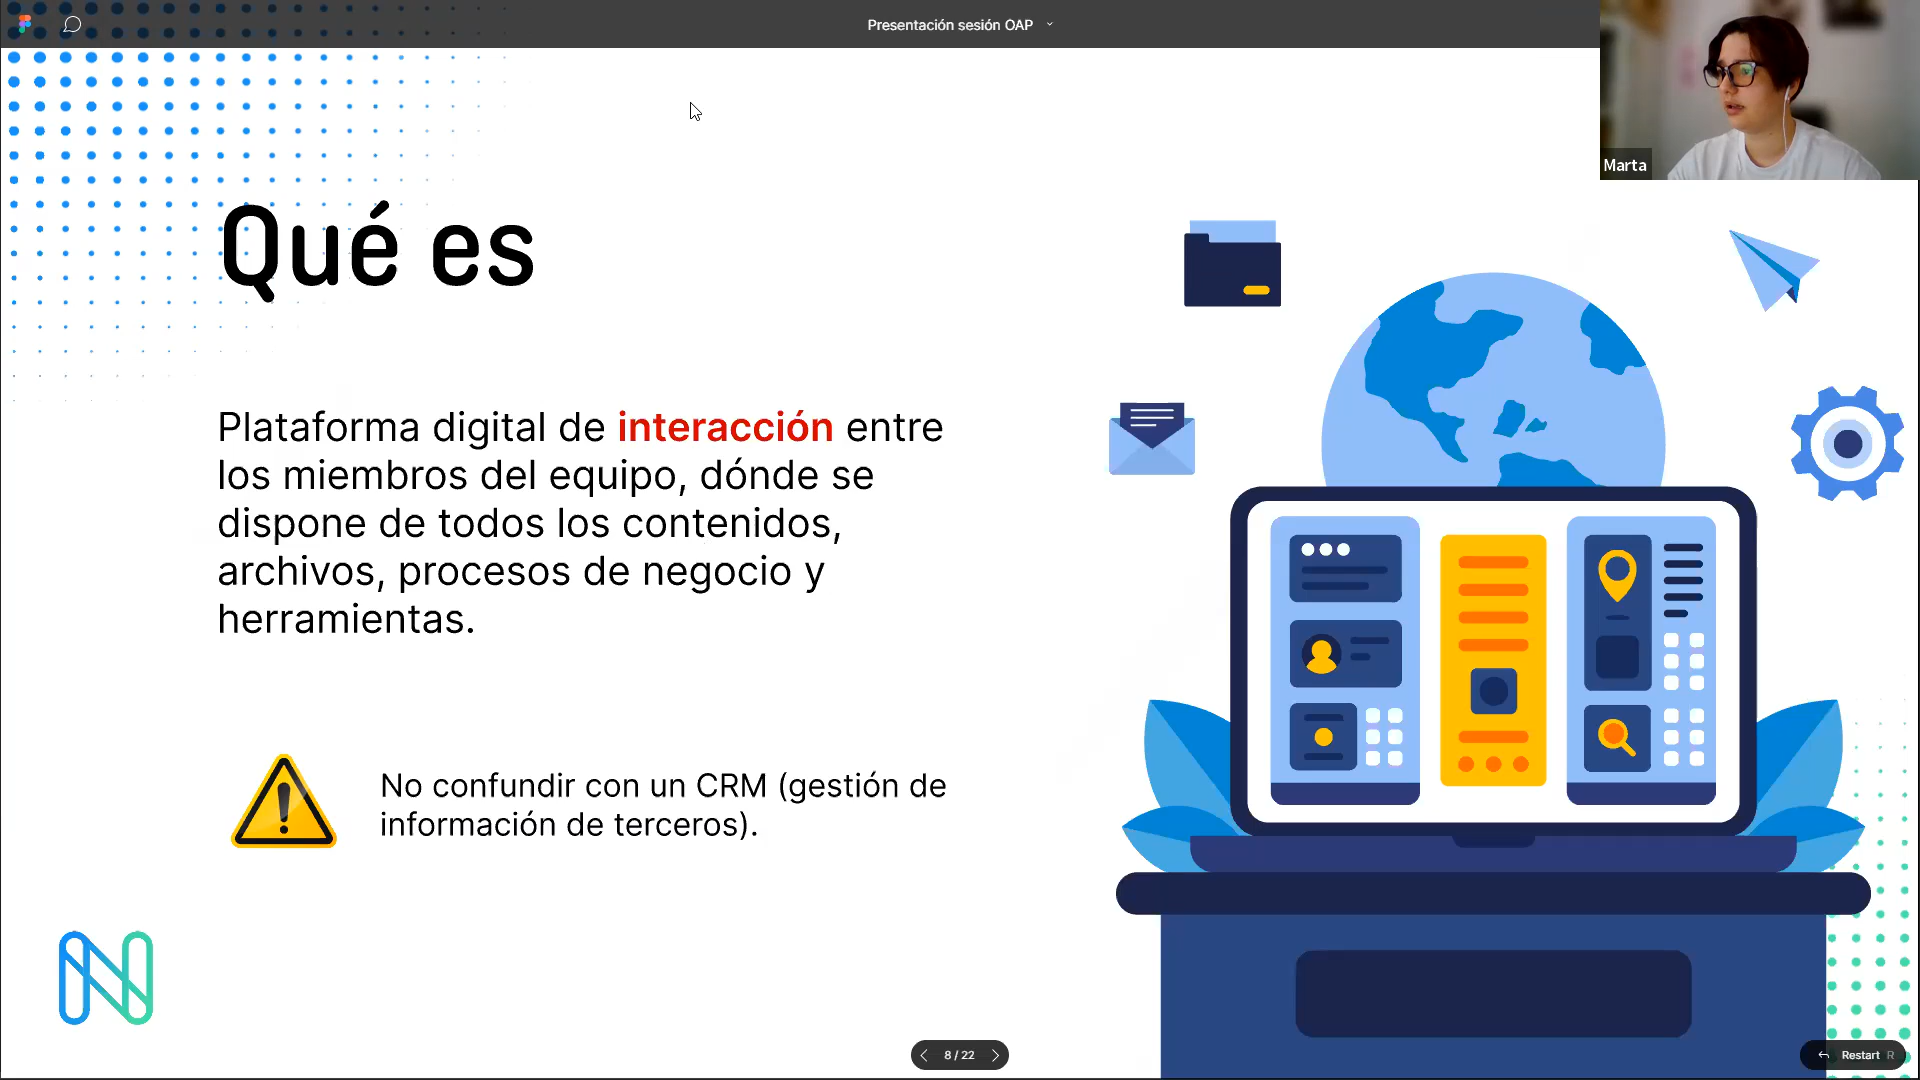 Presentación sesión OAP
Marta
Qué es
Plataforma digital de interacción entre
los miembros del equipo, dónde se
dispone de todos los contenidos,
archivos, procesos de negocio y
herramientas.
No confundir con un CRM (gestión de
información de terceros).
8 / 22
Restart R